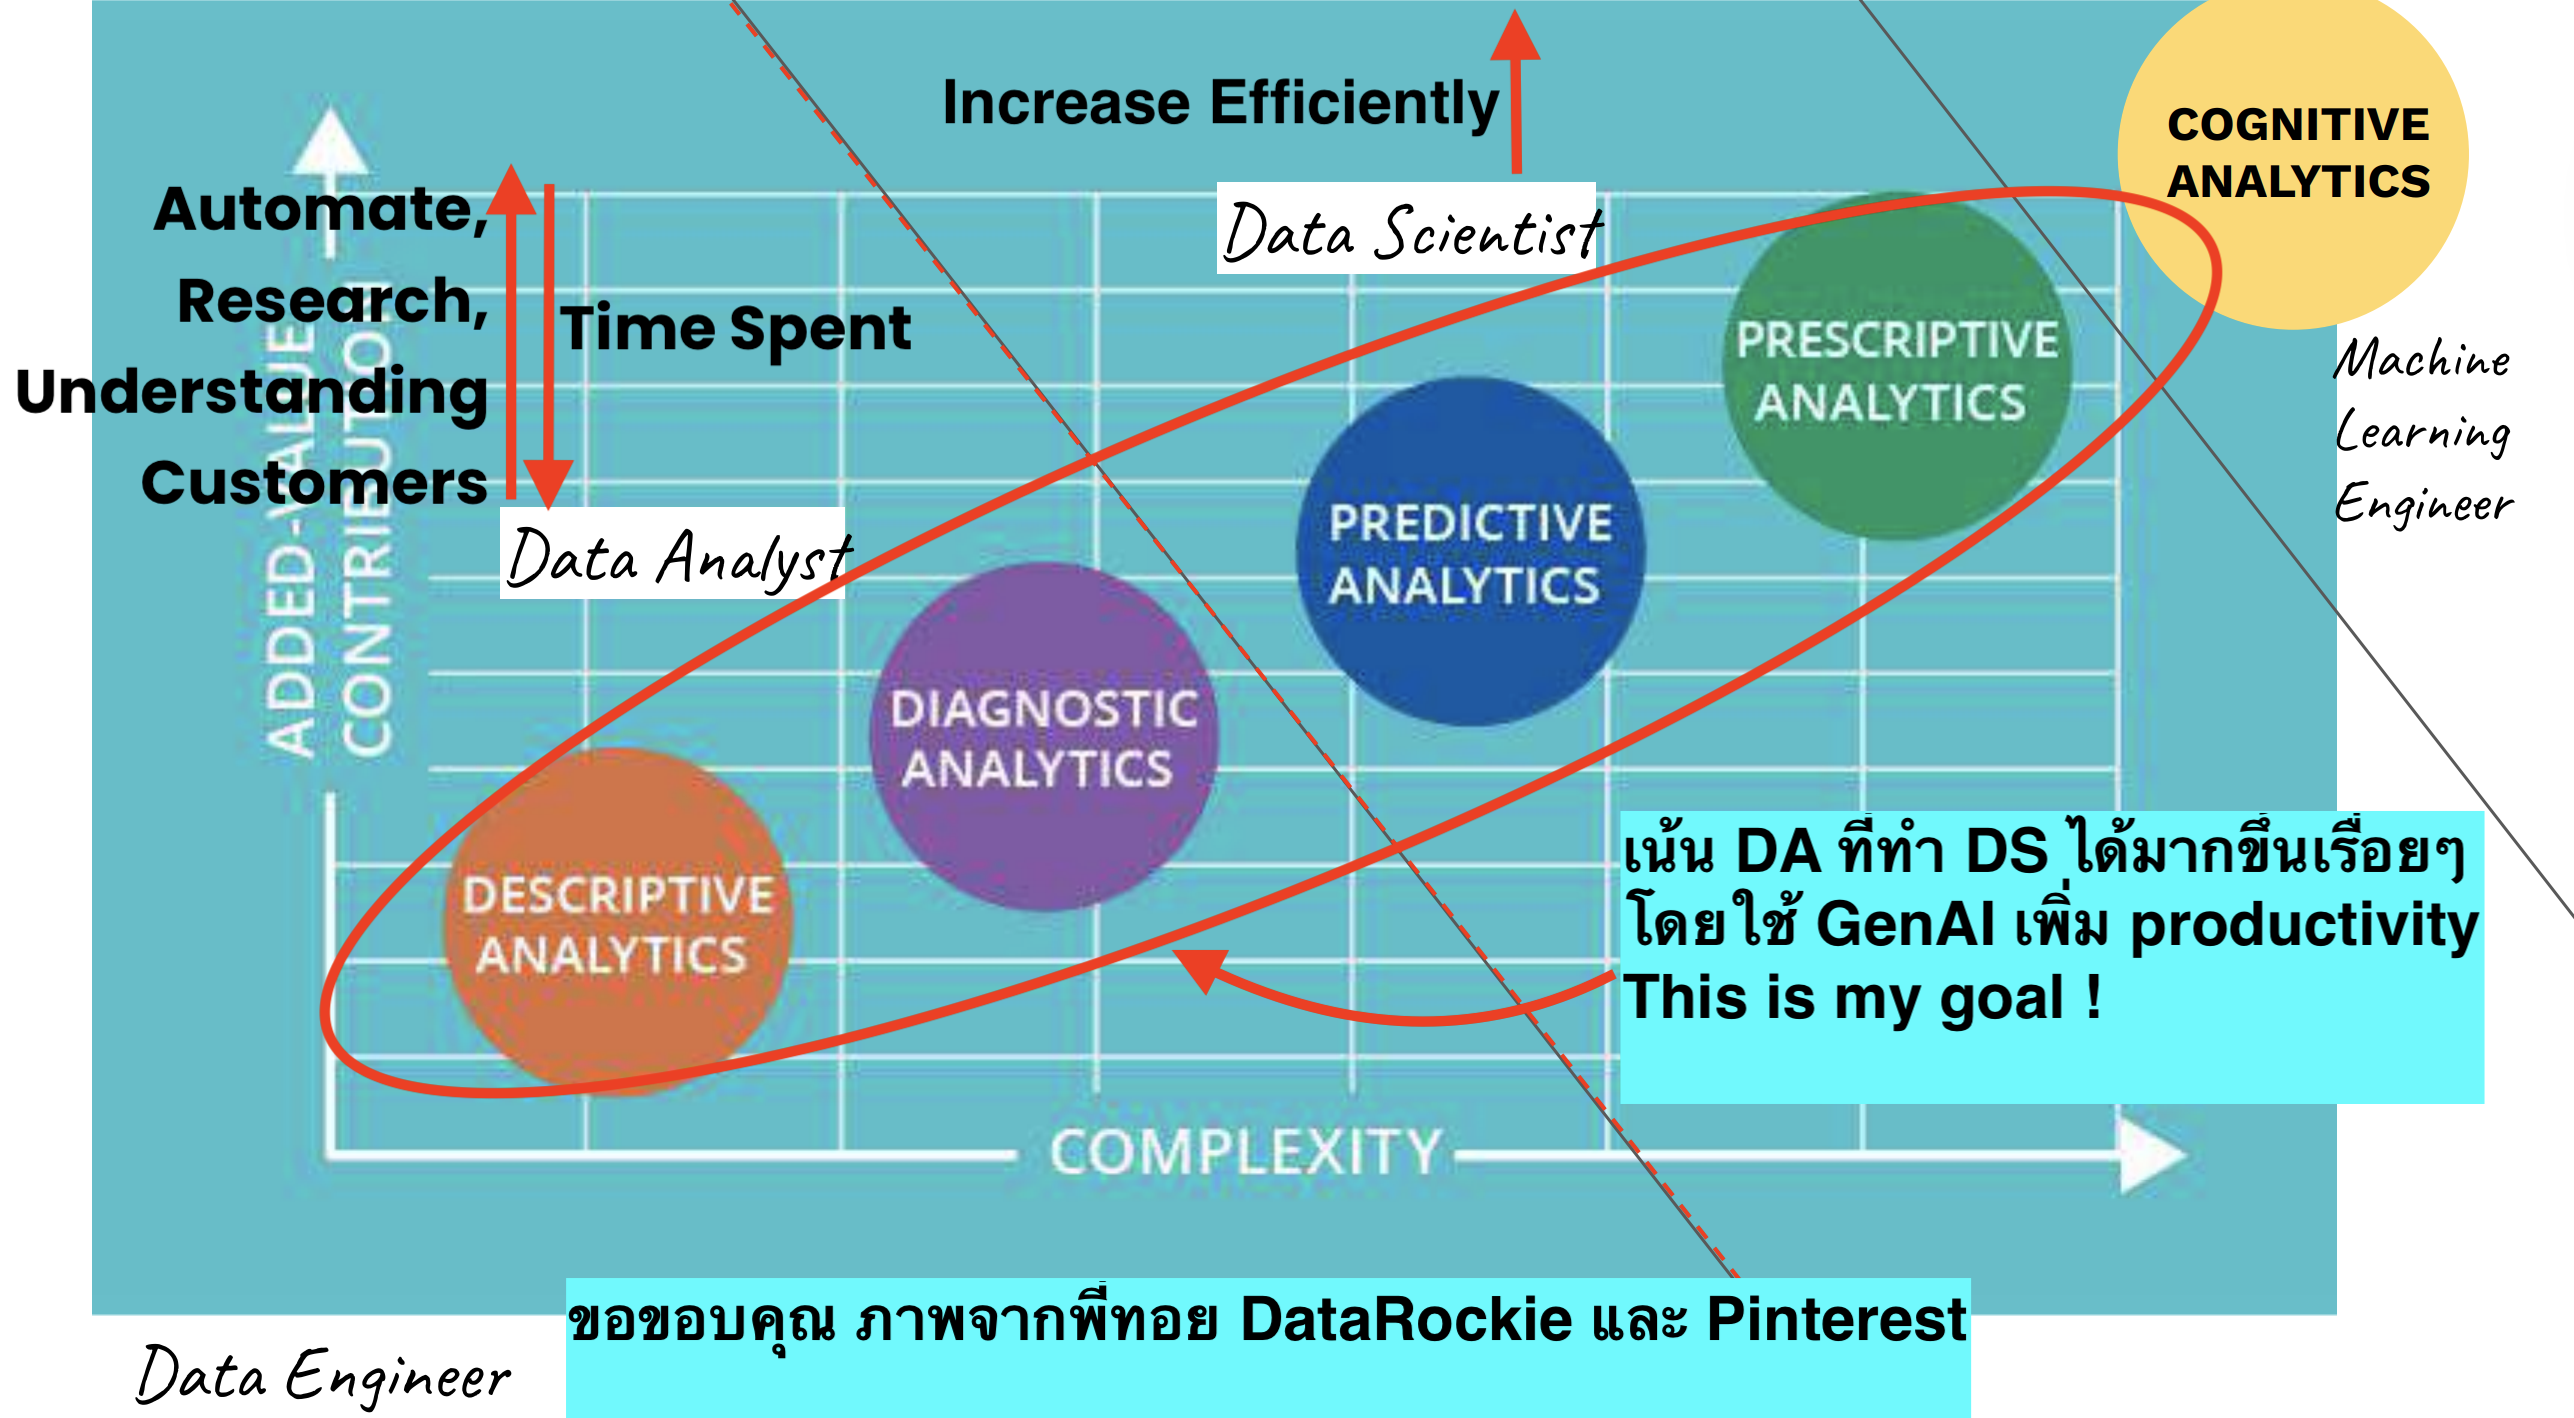 Increase Efficiently
COGNITIVE
ANALYTICS
Automate,
Research,
Understanding
Customers
Time Spent
Data Scientist
Data Analyst
Machine
Learning
Engineer
ADDED-VALUE
CONTRIBUTION
PRESCRIPTIVE
ANALYTICS
PREDICTIVE
ANALYTICS
DIAGNOSTIC
ANALYTICS
DESCRIPTIVE
ANALYTICS
เน้น DA ที่ทำ DS ได้มากขึ้นเรื่อยๆ
โดยใช้ GenAI เพิ่ม productivity
This is my goal !
COMPLEXITY
ขอขอบคุณ ภาพจากพี่ทอย DataRockie และ Pinterest
Data Engineer